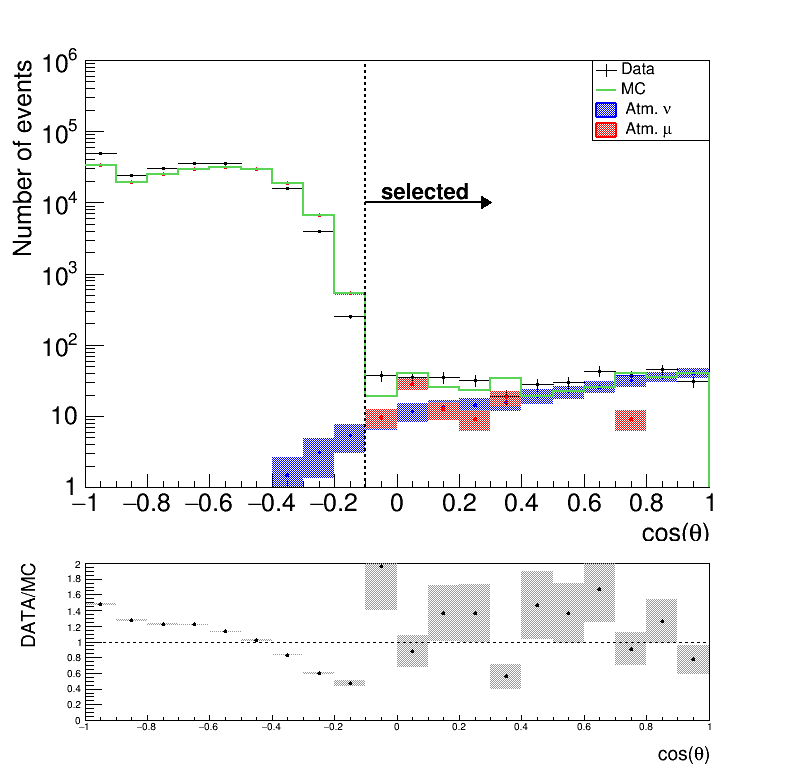 Number of events
10^6
10^5
10^4
10^3
10^2
10
1
Data
MC
Atm. ν
Atm. μ
selected
−1 −0.8 −0.6 −0.4 −0.2 0 0.2 0.4 0.6 0.8 1
cos(θ)
DATA/MC
2
1.8
1.6
1.4
1.2
1
0.8
0.6
0.4
0.2
0
−1 −0.8 −0.6 −0.4 −0.2 0 0.2 0.4 0.6 0.8 1
cos(θ)